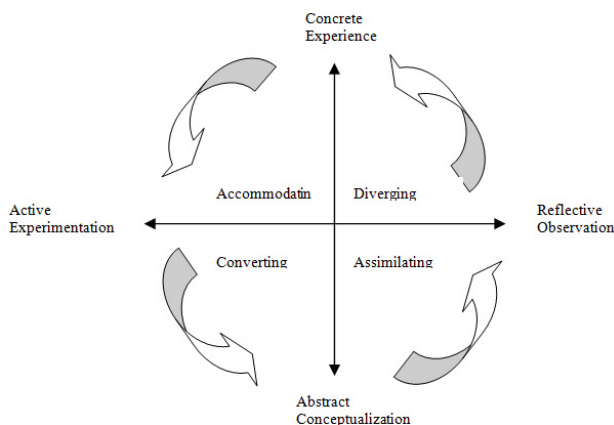 Concrete
Experience
Accommodatin
Diverging
Active
Experimentation
Reflective
Observation
Converting
Assimilating
Abstract
Conceptualization